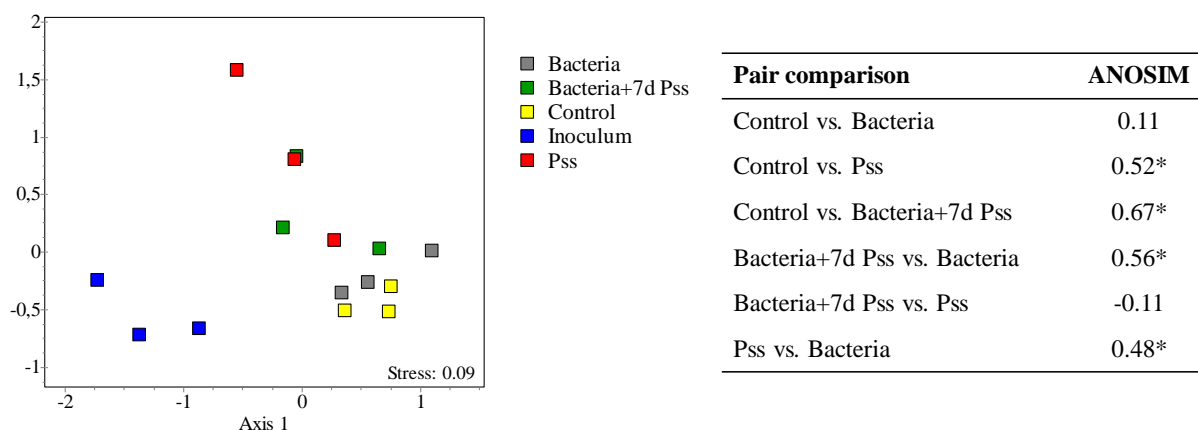 2
1,5
1
0,5
0
-0,5
-1
-2
-1
0
1
Axis 1
Stress: 0.09
Bacteria
Bacteria+7d Pss
Control
Inoculum
Pss
Pair comparison ANOSIM
Control vs. Bacteria 0.11
Control vs. Pss 0.52*
Control vs. Bacteria+7d Pss 0.67*
Bacteria+7d Pss vs. Bacteria 0.56*
Bacteria+7d Pss vs. Pss -0.11
Pss vs. Bacteria 0.48*